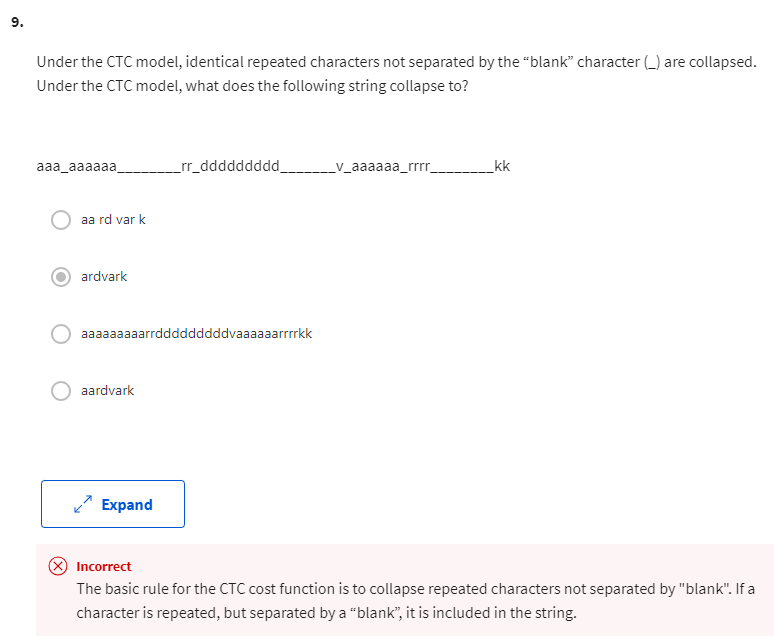 9.
Under the CTC model, identical repeated characters not separated by the “blank” character (_) are collapsed.
Under the CTC model, what does the following string collapse to?
aaa_aaaaaa________rr_ddddddddd_______v_aaaaaa_rrrr________kk
aa rd var k
ardvark
aaaaaaaaarrdddddddddvaaaaaarrrrkk
aardvark
Expand
Incorrect
The basic rule for the CTC cost function is to collapse repeated characters not separated by "blank". If a
character is repeated, but separated by a “blank”, it is included in the string.